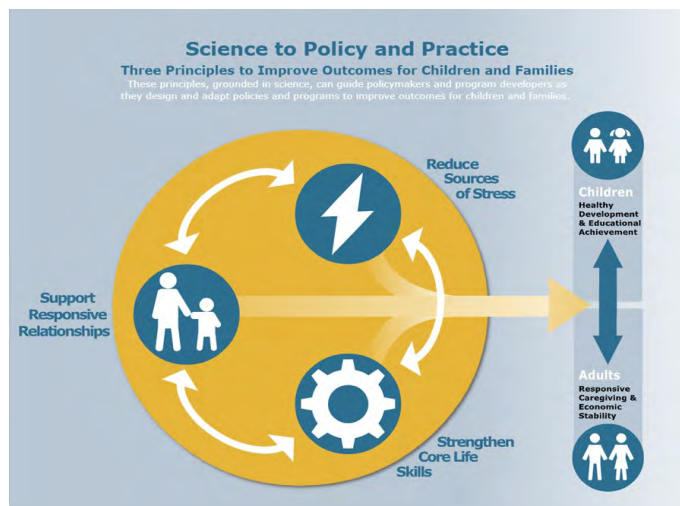 Science to Policy and Practice
Three Principles to Improve Outcomes for Children and Families
These principles, grounded in science, can guide policymakers and program developers as
they design and adapt policies and programs to improve outcomes for children and families.
Reduce
Sources
of Stress
Support
Responsive
Relationships
Strengthen
Core Life
Skills
Children
Healthy
Development
& Educational
Achievement
Adults
Responsive
Caregiving &
Economic
Stability